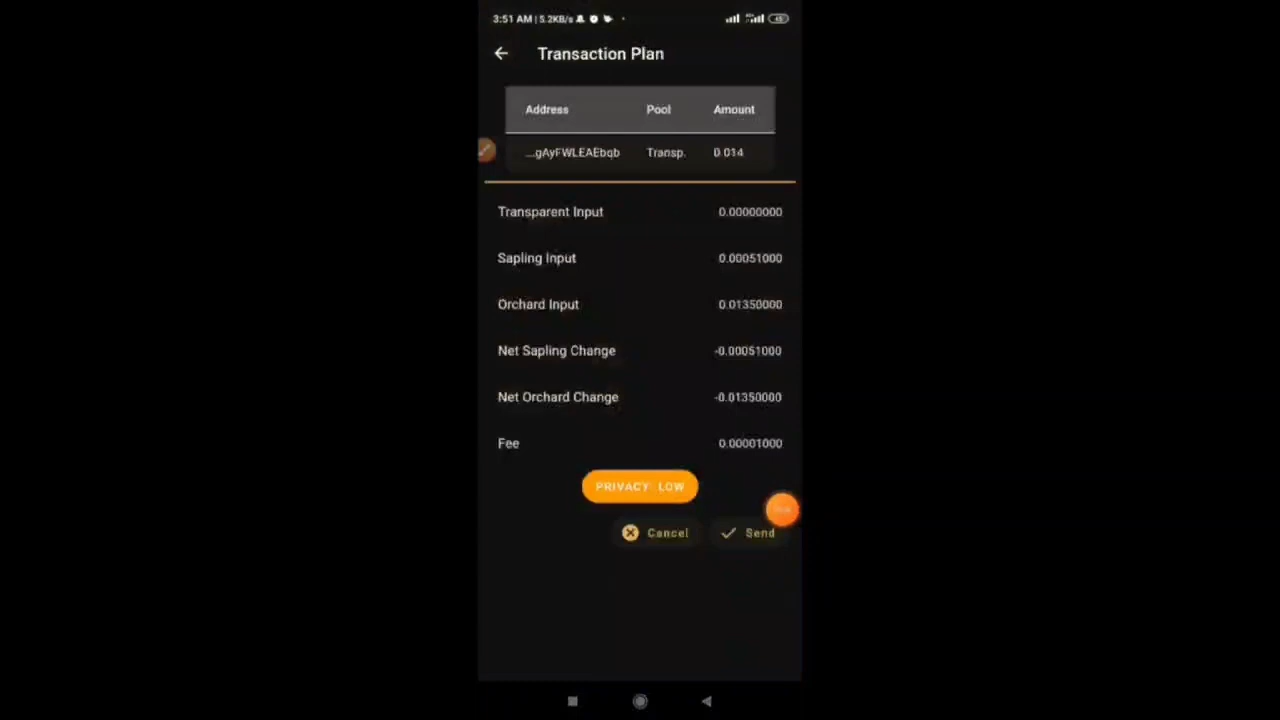 3:51 AM | 5.2KB/s
Transaction Plan
Address Pool Amount
...gAyFWLEAEbqb Transp. 0.014
Transparent Input 0.00000000
Sapling Input 0.00051000
Orchard Input 0.01350000
Net Sapling Change -0.00051000
Net Orchard Change -0.01350000
Fee 0.00001000
PRIVACY: LOW
Cancel Send